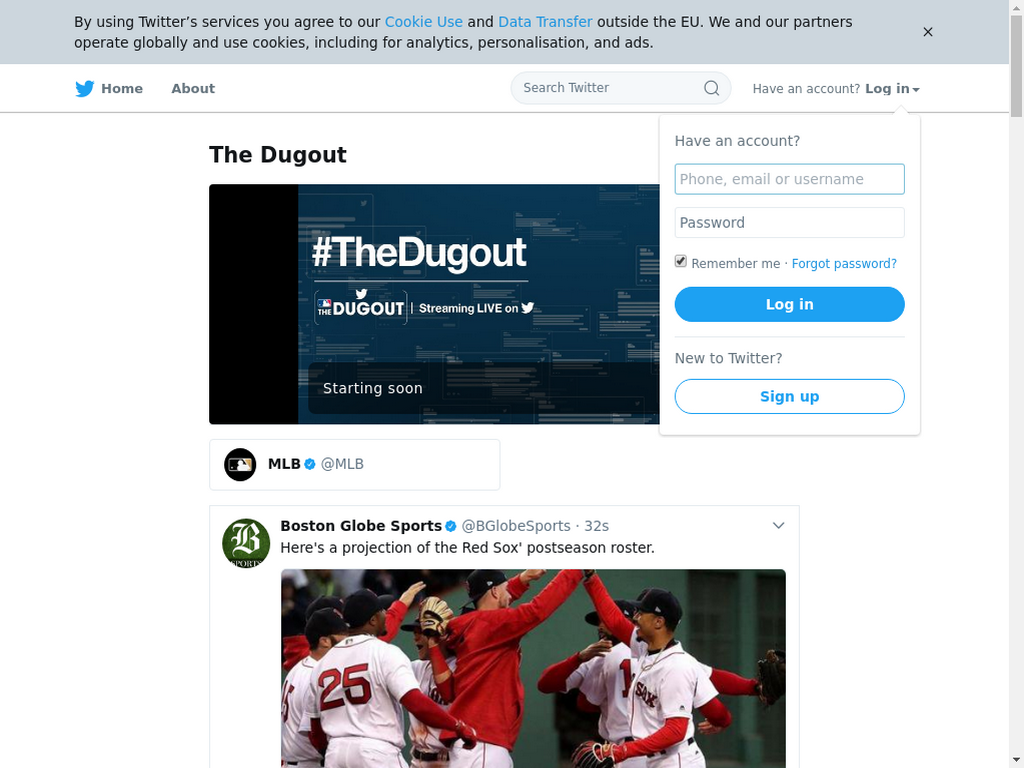 By using Twitter’s services you agree to our Cookie Use and Data Transfer outside the EU. We and our partners
operate globally and use cookies, including for analytics, personalisation, and ads.
Home
About
Search Twitter
Have an account? Log in
Have an account?
Phone, email or username
Password
Remember me · Forgot password?
Log in
New to Twitter?
Sign up
The Dugout
#TheDugout
THE DUGOUT | Streaming LIVE on
Starting soon
MLB @MLB
Boston Globe Sports @BGlobeSports · 32s
Here's a projection of the Red Sox' postseason roster.
B
SPORTS
25
1
SOX